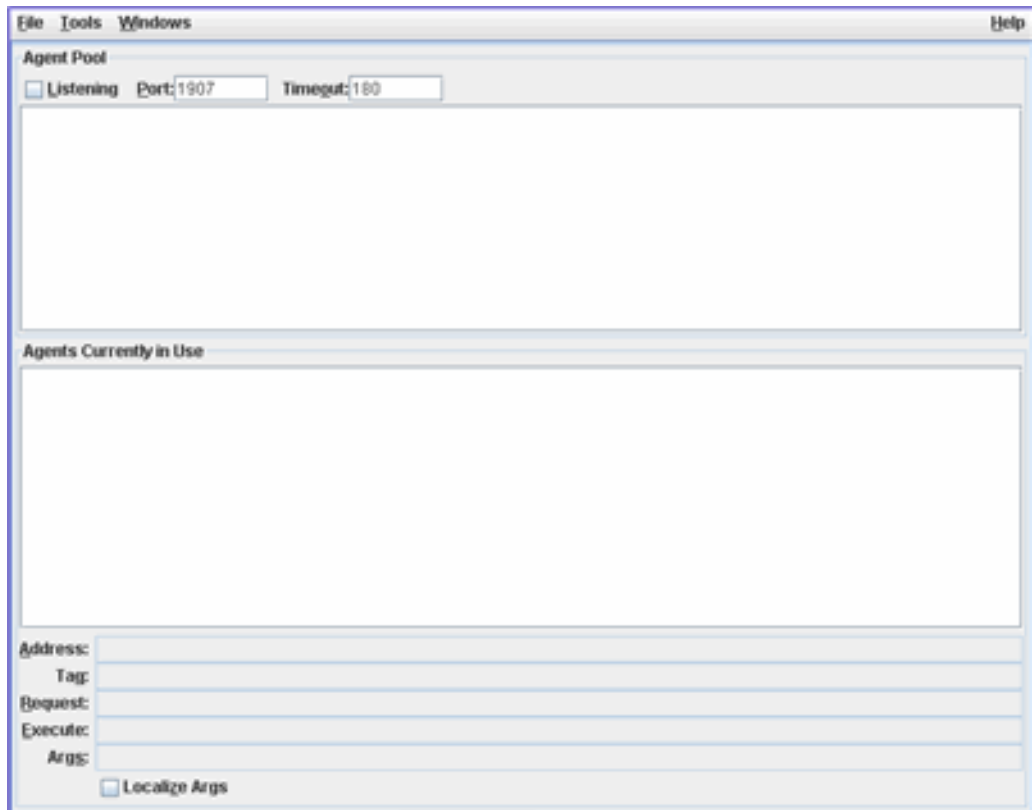 File Tools Windows Help
Agent Pool
Listening Port: 1907 Timeout: 180
Agents Currently in Use
Address:
Tag:
Request:
Execute:
Args:
Localize Args